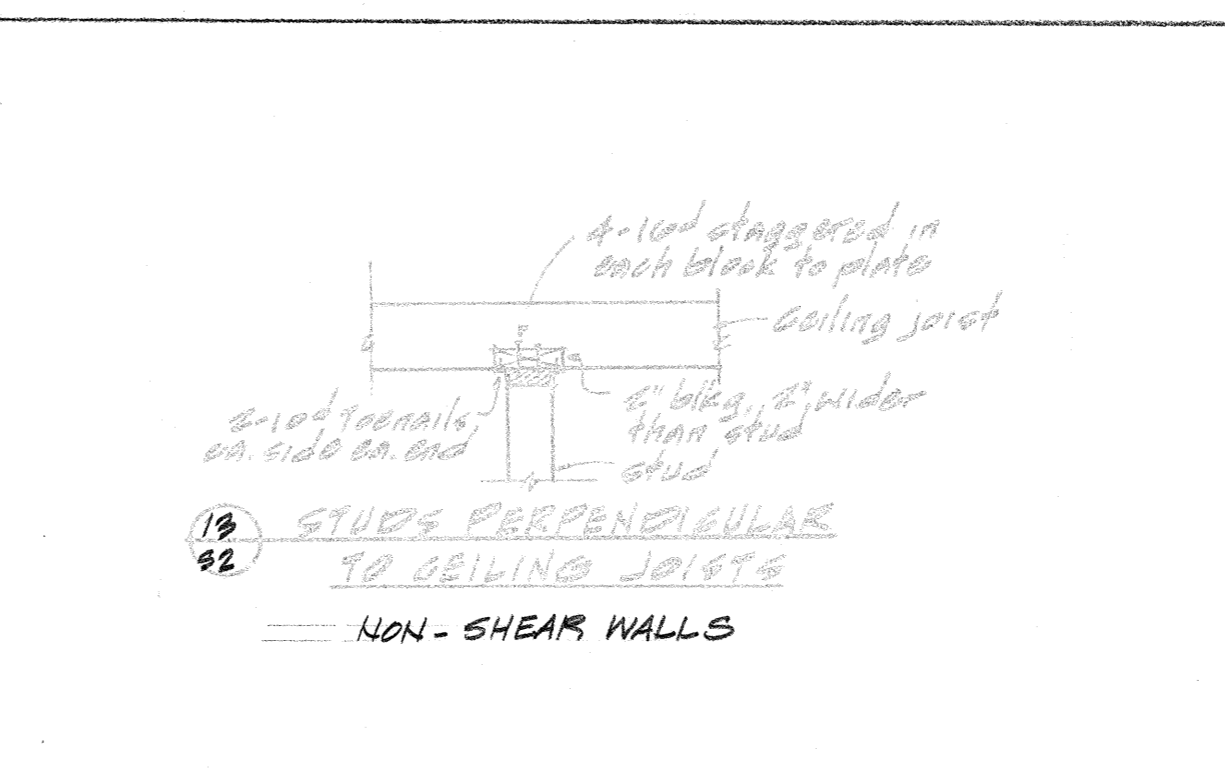 4-16d staggered in
each block to plate
Ceiling joist
2" blkg., 2" wider
than stud
2-10d toenails
ea. side ea. end
stud
13
S2
STUDS PERPENDICULAR
TO CEILING JOISTS
NON-SHEAR WALLS